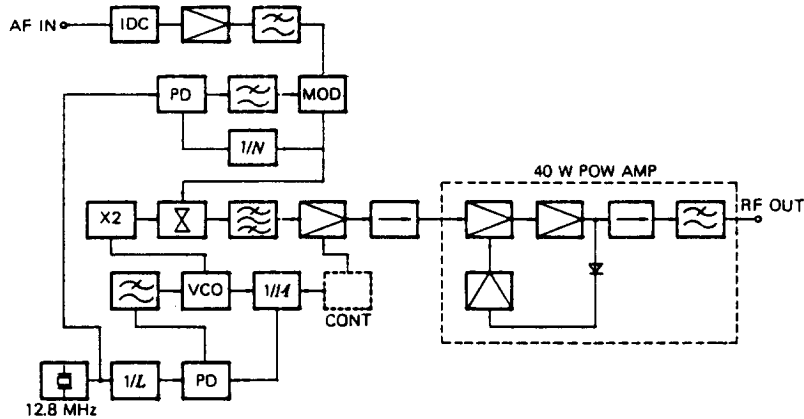 AF IN
IDC
PD
MOD
1/N
40 W POW AMP
X2
RF OUT
VCO
1/M
CONT
1/L
PD
12.8 MHz